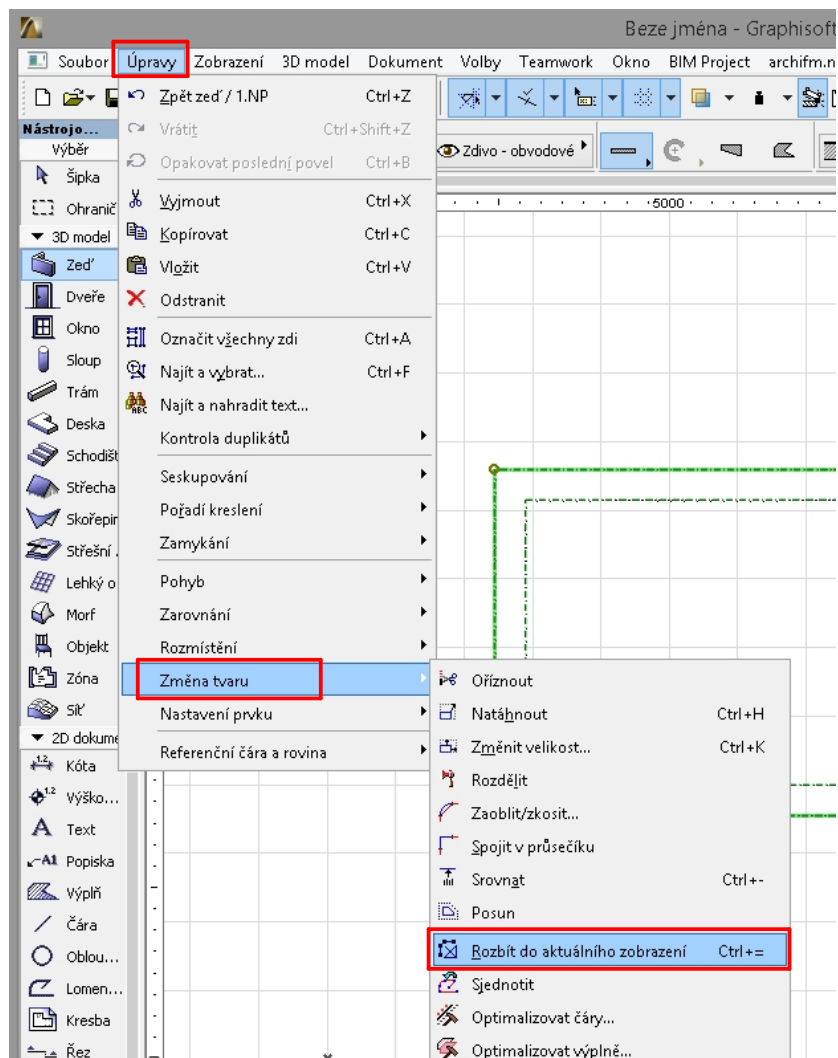 Beze jména - Graphisoft
Soubor Úpravy Zobrazení 3D model Dokument Volby Teamwork Okno BIM Project archifm.n
Zpět zeď / 1.NP Ctrl+Z
Vrátit Ctrl+Shift+Z
Opakovat poslední povel Ctrl+B
Vyjmout Ctrl+X
Kopírovat Ctrl+C
Vložit Ctrl+V
Odstranit
Označit všechny zdi Ctrl+A
Najít a vybrat... Ctrl+F
Najít a nahradit text...
Kontrola duplikátů
Seskupování
Pořadí kreslení
Zamykání
Pohyb
Zarovnání
Rozmístění
Změna tvaru
Nastavení prvku
Referenční čára a rovina
Nástrojo...
Výběr
Šipka
Ohranič
3D model
Zeď
Dveře
Okno
Sloup
Trám
Deska
Schodišt
Střecha
Skořepin
Střešní .
Lehký o
Morf
Objekt
Zóna
Síť
2D dokume
Kóta
1.2 Výško...
A Text
A1 Popiska
Výplň
Čára
Oblou...
Lomen...
Kresba
Řez
Zdivo - obvodové
5000
Oříznout
Natáhnout Ctrl+H
Změnit velikost... Ctrl+K
Rozdělit
Zaoblit/zkosit...
Spojit v průsečíku
Srovnat Ctrl+-
Posun
Rozbít do aktuálního zobrazení Ctrl+=
Sjednotit
Optimalizovat čáry...
Optimalizovat výplně...